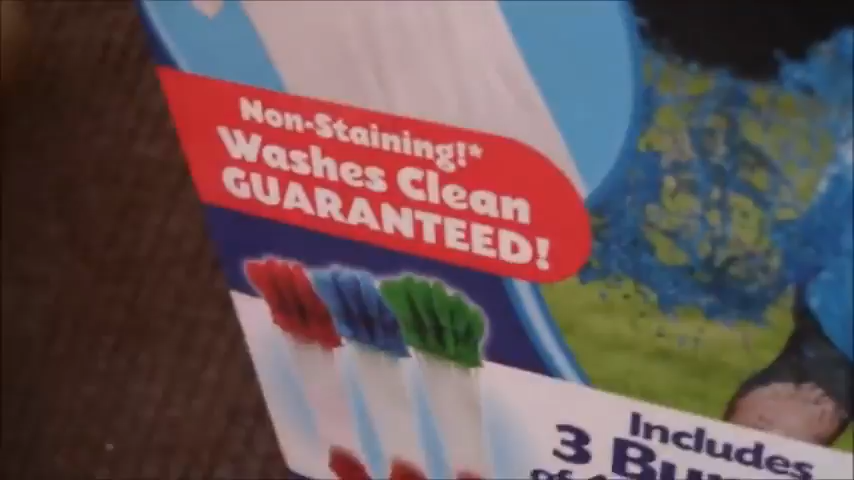 Non-Staining!*
Washes Clean
GUARANTEED!
Includes
3